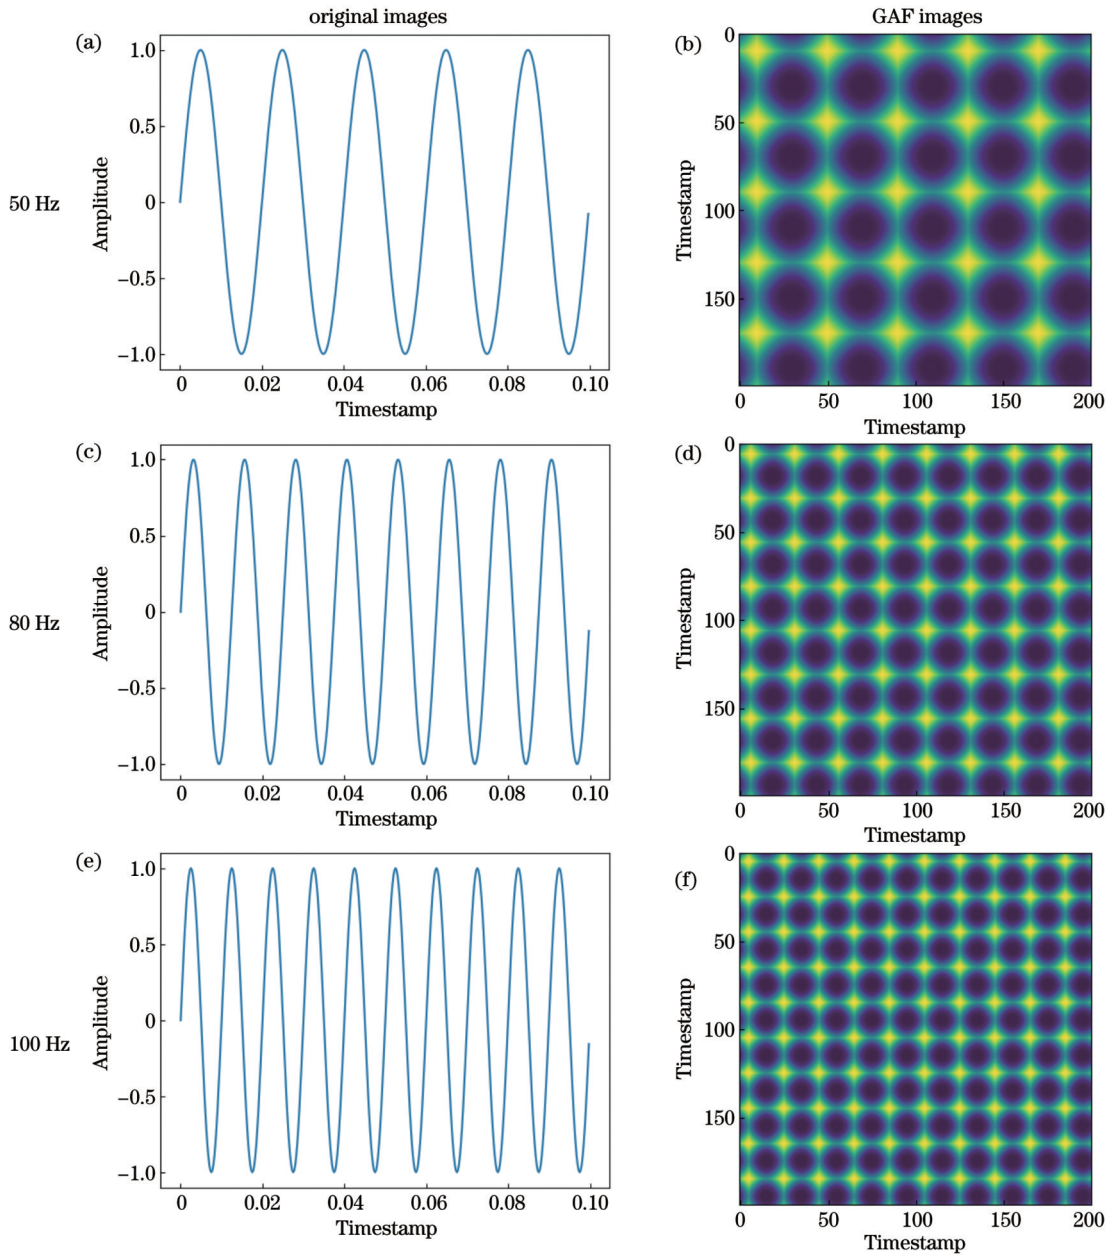 original images
GAF images
(a)
1.0
0.5
0
−0.5
−1.0
Amplitude
50 Hz
0 0.02 0.04 0.06 0.08 0.10
Timestamp
(b)
0
50
100
150
Timestamp
0 50 100 150 200
Timestamp
(c)
1.0
0.5
0
−0.5
−1.0
Amplitude
80 Hz
0 0.02 0.04 0.06 0.08 0.10
Timestamp
(d)
0
50
100
150
Timestamp
0 50 100 150 200
Timestamp
(e)
1.0
0.5
0
−0.5
−1.0
Amplitude
100 Hz
0 0.02 0.04 0.06 0.08 0.10
Timestamp
(f)
0
50
100
150
Timestamp
0 50 100 150 200
Timestamp